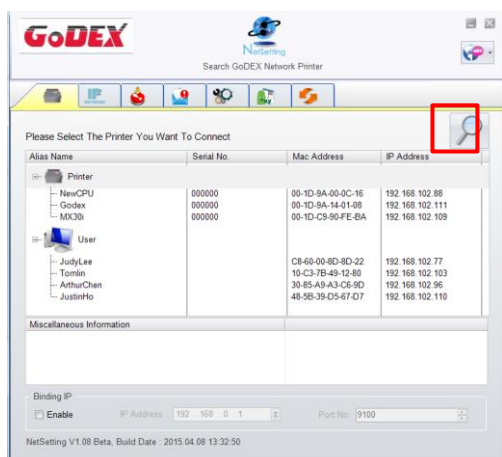 GoDEX
NetSetting
Search GoDEX Network Printer
IP
Please Select The Printer You Want To Connect
Alias Name Serial No. Mac Address IP Address
Printer
NewCPU 000000 00-1D-9A-00-0C-16 192.168.102.88
Godex 000000 00-1D-9A-14-01-08 192.168.102.111
MX30i 000000 00-1D-C9-90-FE-BA 192.168.102.109
User
JudyLee C8-60-00-8D-8D-22 192.168.102.77
Tomlin 10-C3-7B-49-12-80 192.168.102.103
ArthurChen 30-85-A9-A3-C6-9D 192.168.102.96
JustinHo 48-5B-39-D5-67-D7 192.168.102.110
Miscellaneous Information
Binding IP
Enable IP Address : 192 . 168 . 0 . 1 Port No: 9100
NetSetting V1.08 Beta, Build Date : 2015.04.08 13:32:50